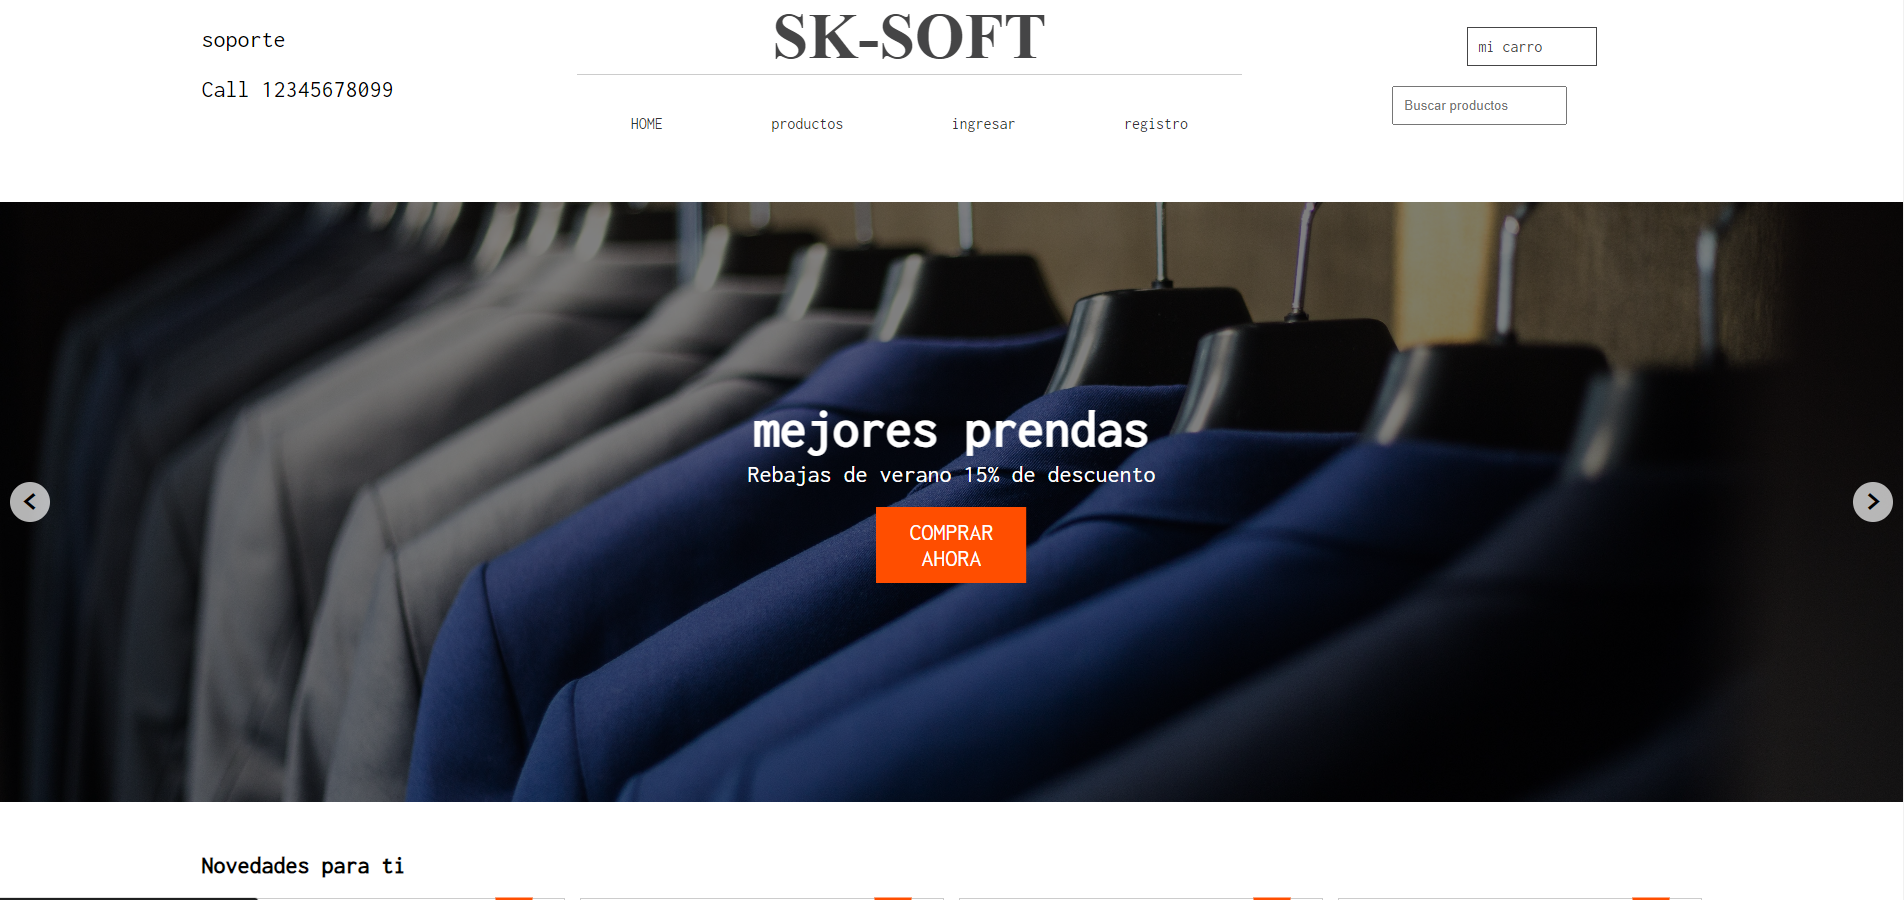 soporte
Call 12345678099
SK-SOFT
HOME productos ingresar registro
mi carro
Buscar productos
mejores prendas
Rebajas de verano 15% de descuento
COMPRAR
AHORA
Novedades para ti